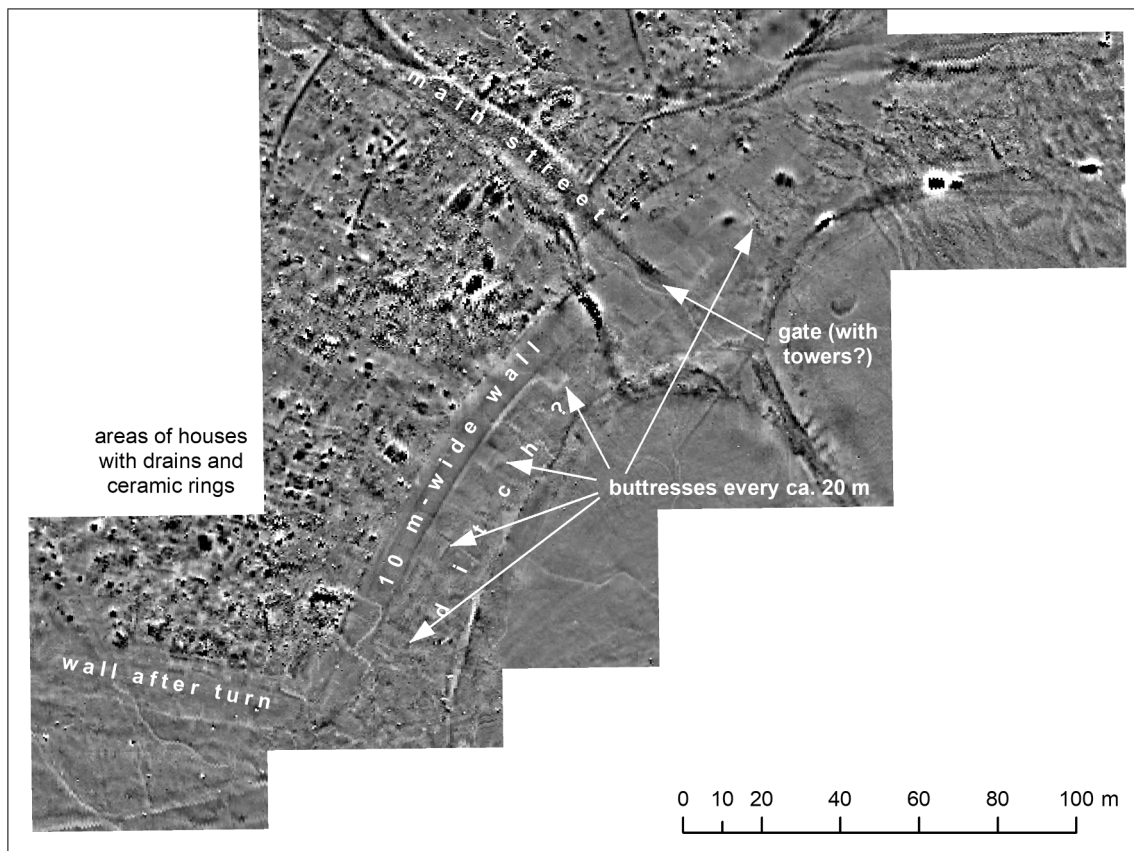 main street
gate (with
towers?)
10 m-wide wall
ditch?
areas of houses
with drains and
ceramic rings
buttresses every ca. 20 m
wall after turn
0 10 20 40 60 80 100 m